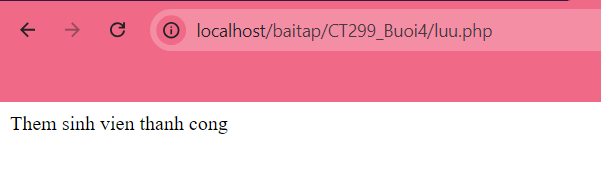 localhost/baitap/CT299_Buoi4/luu.php
Them sinh vien thanh cong